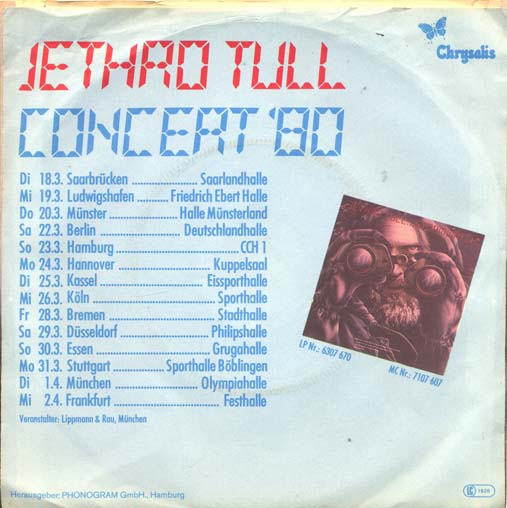 JETHRO TULL
Chrysalis
CONCERT '80
Di 18.3. Saarbrücken ........................ Saarlandhalle
Mi 19.3. Ludwigshafen ........... Friedrich Ebert Halle
Do 20.3. Münster ........................ Halle Münsterland
Sa 22.3. Berlin ............................. Deutschlandhalle
So 23.3. Hamburg ............................................ CCH 1
Mo 24.3. Hannover ................................. Kuppelsaal
Di 25.3. Kassel ..................................... Eissporthalle
Mi 26.3. Köln ............................................ Sporthalle
Fr 28.3. Bremen ........................................ Stadthalle
Sa 29.3. Düsseldorf ................................. Philipshalle
So 30.3. Essen .......................................... Grugahalle
Mo 31.3. Stuttgart ................... Sporthalle Böblingen
Di 1.4. München .............................. Olympiahalle
Mi 2.4. Frankfurt ....................................... Festhalle
LP Nr.: 6307 670
MC Nr.: 7107 607
Veranstalter: Lippmann & Rau, München
Herausgeber: PHONOGRAM GmbH., Hamburg